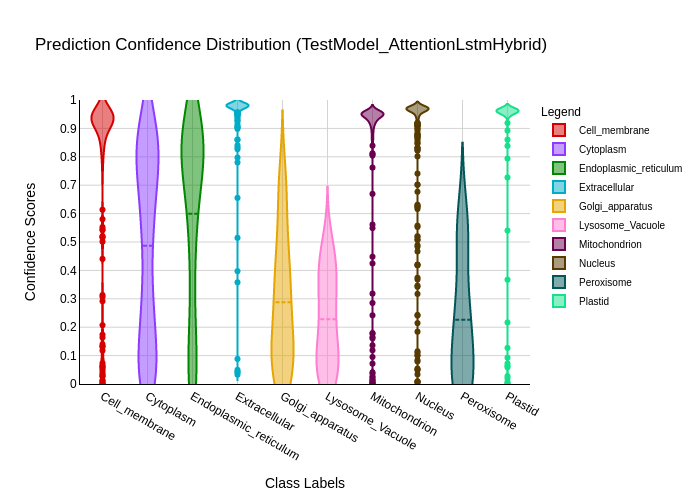 Prediction Confidence Distribution (TestModel_AttentionLstmHybrid)
Confidence Scores
1
0.9
0.8
0.7
0.6
0.5
0.4
0.3
0.2
0.1
0
Cell_membrane
Cytoplasm
Endoplasmic_reticulum
Extracellular
Golgi_apparatus
Lysosome_Vacuole
Mitochondrion
Nucleus
Peroxisome
Plastid
Class Labels
Legend
Cell_membrane
Cytoplasm
Endoplasmic_reticulum
Extracellular
Golgi_apparatus
Lysosome_Vacuole
Mitochondrion
Nucleus
Peroxisome
Plastid